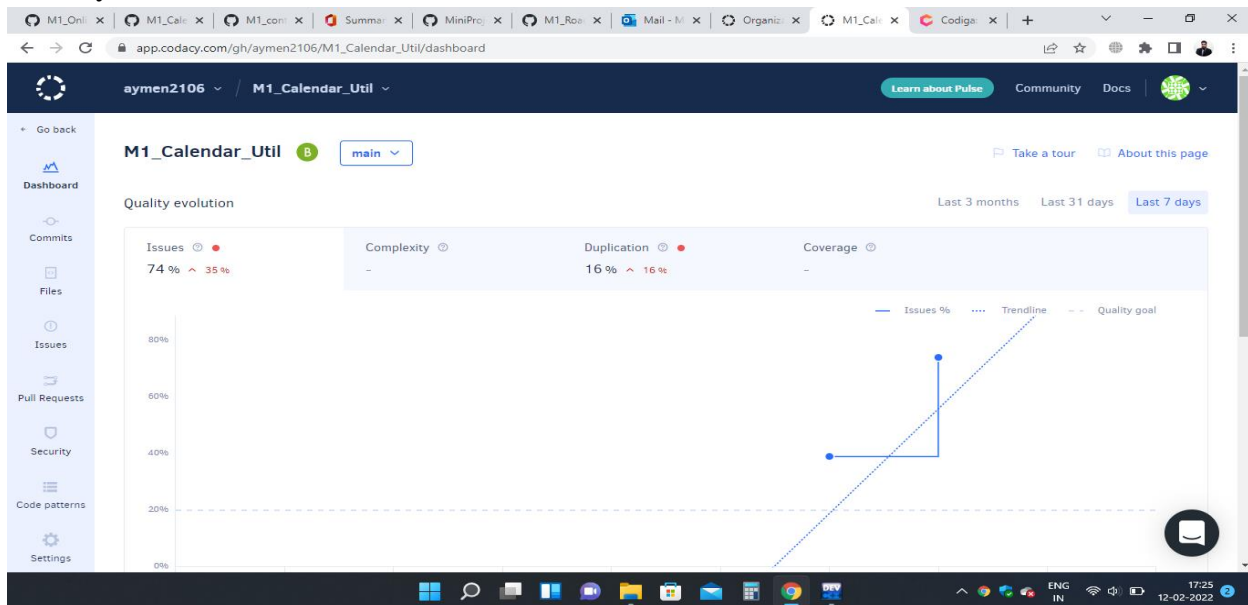 M1_Onli M1_Cale M1_con Summar MiniProj M1_Roa Mail - M Organiz M1_Cale Codiga:
app.codacy.com/gh/aymen2106/M1_Calendar_Util/dashboard
aymen2106 / M1_Calendar_Util Learn about Pulse Community Docs
Go back
M1_Calendar_Util B main Take a tour About this page
Dashboard
Quality evolution Last 3 months Last 31 days Last 7 days
Commits
Issues Complexity Duplication Coverage
74 % 35 % - 16 % 16 % -
Files
Issues % Trendline Quality goal
Issues
80%
Pull Requests
60%
Security
40%
Code patterns
20%
Settings
0%
DEV
ENG
IN
17:25
12-02-2022
2